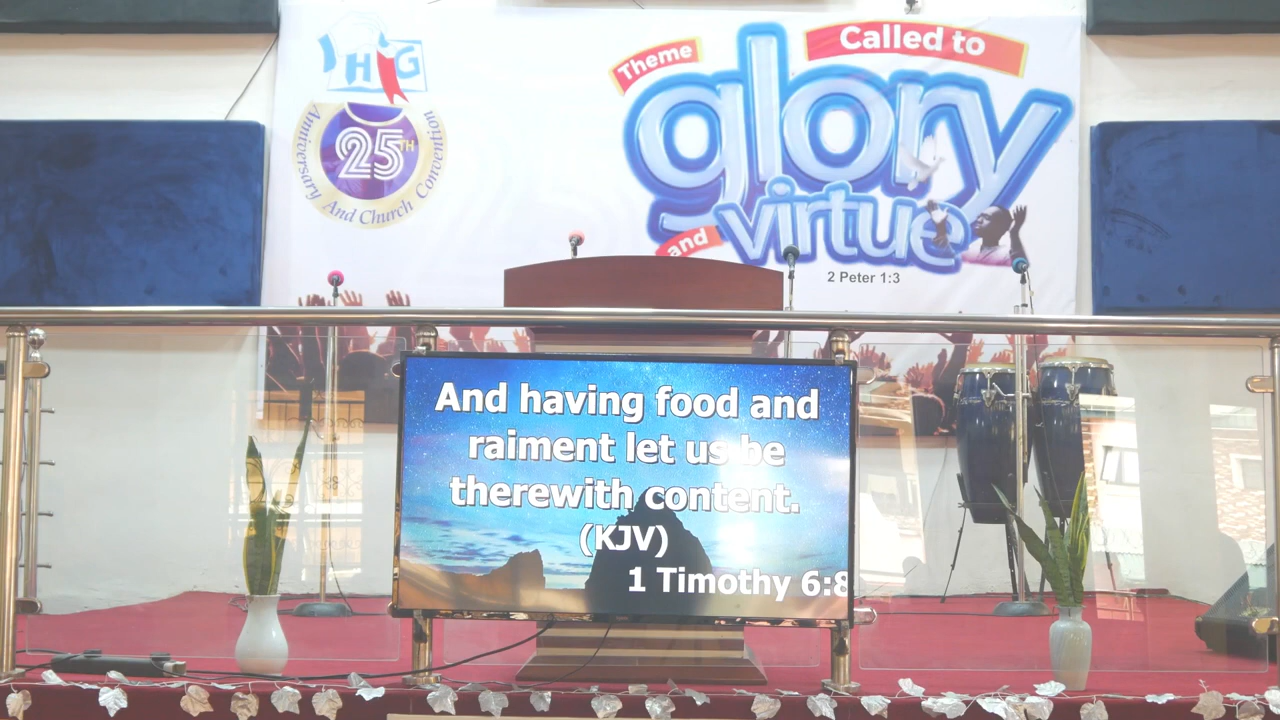 HG
25TH
Anniversary And Church Convention
Theme
Called to
glory
and
virtue
2 Peter 1:3
And having food and
raiment let us be
therewith content.
(KJV)
1 Timothy 6:8